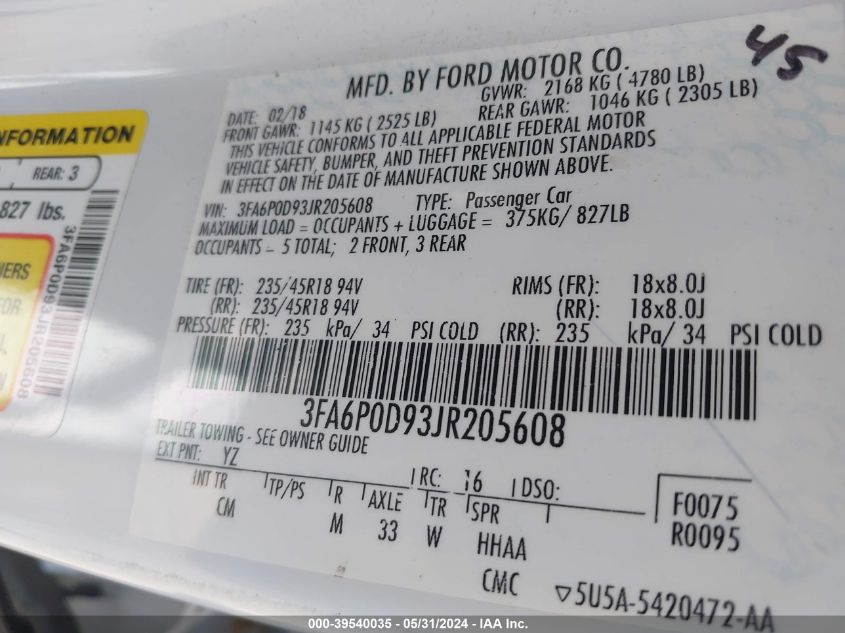 45
MFD. BY FORD MOTOR CO.
DATE: 02/18 GVWR: 2168 KG ( 4780 LB)
FRONT GAWR: 1145 KG ( 2525 LB) REAR GAWR: 1046 KG ( 2305 LB)
THIS VEHICLE CONFORMS TO ALL APPLICABLE FEDERAL MOTOR
VEHICLE SAFETY, BUMPER, AND THEFT PREVENTION STANDARDS
IN EFFECT ON THE DATE OF MANUFACTURE SHOWN ABOVE.
VIN: 3FA6P0D93JR205608 TYPE: Passenger Car
MAXIMUM LOAD = OCCUPANTS + LUGGAGE = 375KG/ 827LB
OCCUPANTS = 5 TOTAL; 2 FRONT, 3 REAR
TIRE (FR): 235/45R18 94V RIMS (FR): 18x8.0J
(RR): 235/45R18 94V (RR): 18x8.0J
PRESSURE (FR): 235 kPa/ 34 PSI COLD (RR): 235 kPa/ 34 PSI COLD
3FA6P0D93JR205608
TRAILER TOWING - SEE OWNER GUIDE
EXT PNT: YZ RC: 16 DSO:
INT TR TP/PS R AXLE TR SPR
CM M 33 W HHAA
CMC
F0075
R0095
▽5U5A-5420472-AA
NFORMATION
REAR: 3
827 lbs.
3FA6P0D93JR205608
000-39540035 - 05/31/2024 - IAA Inc.